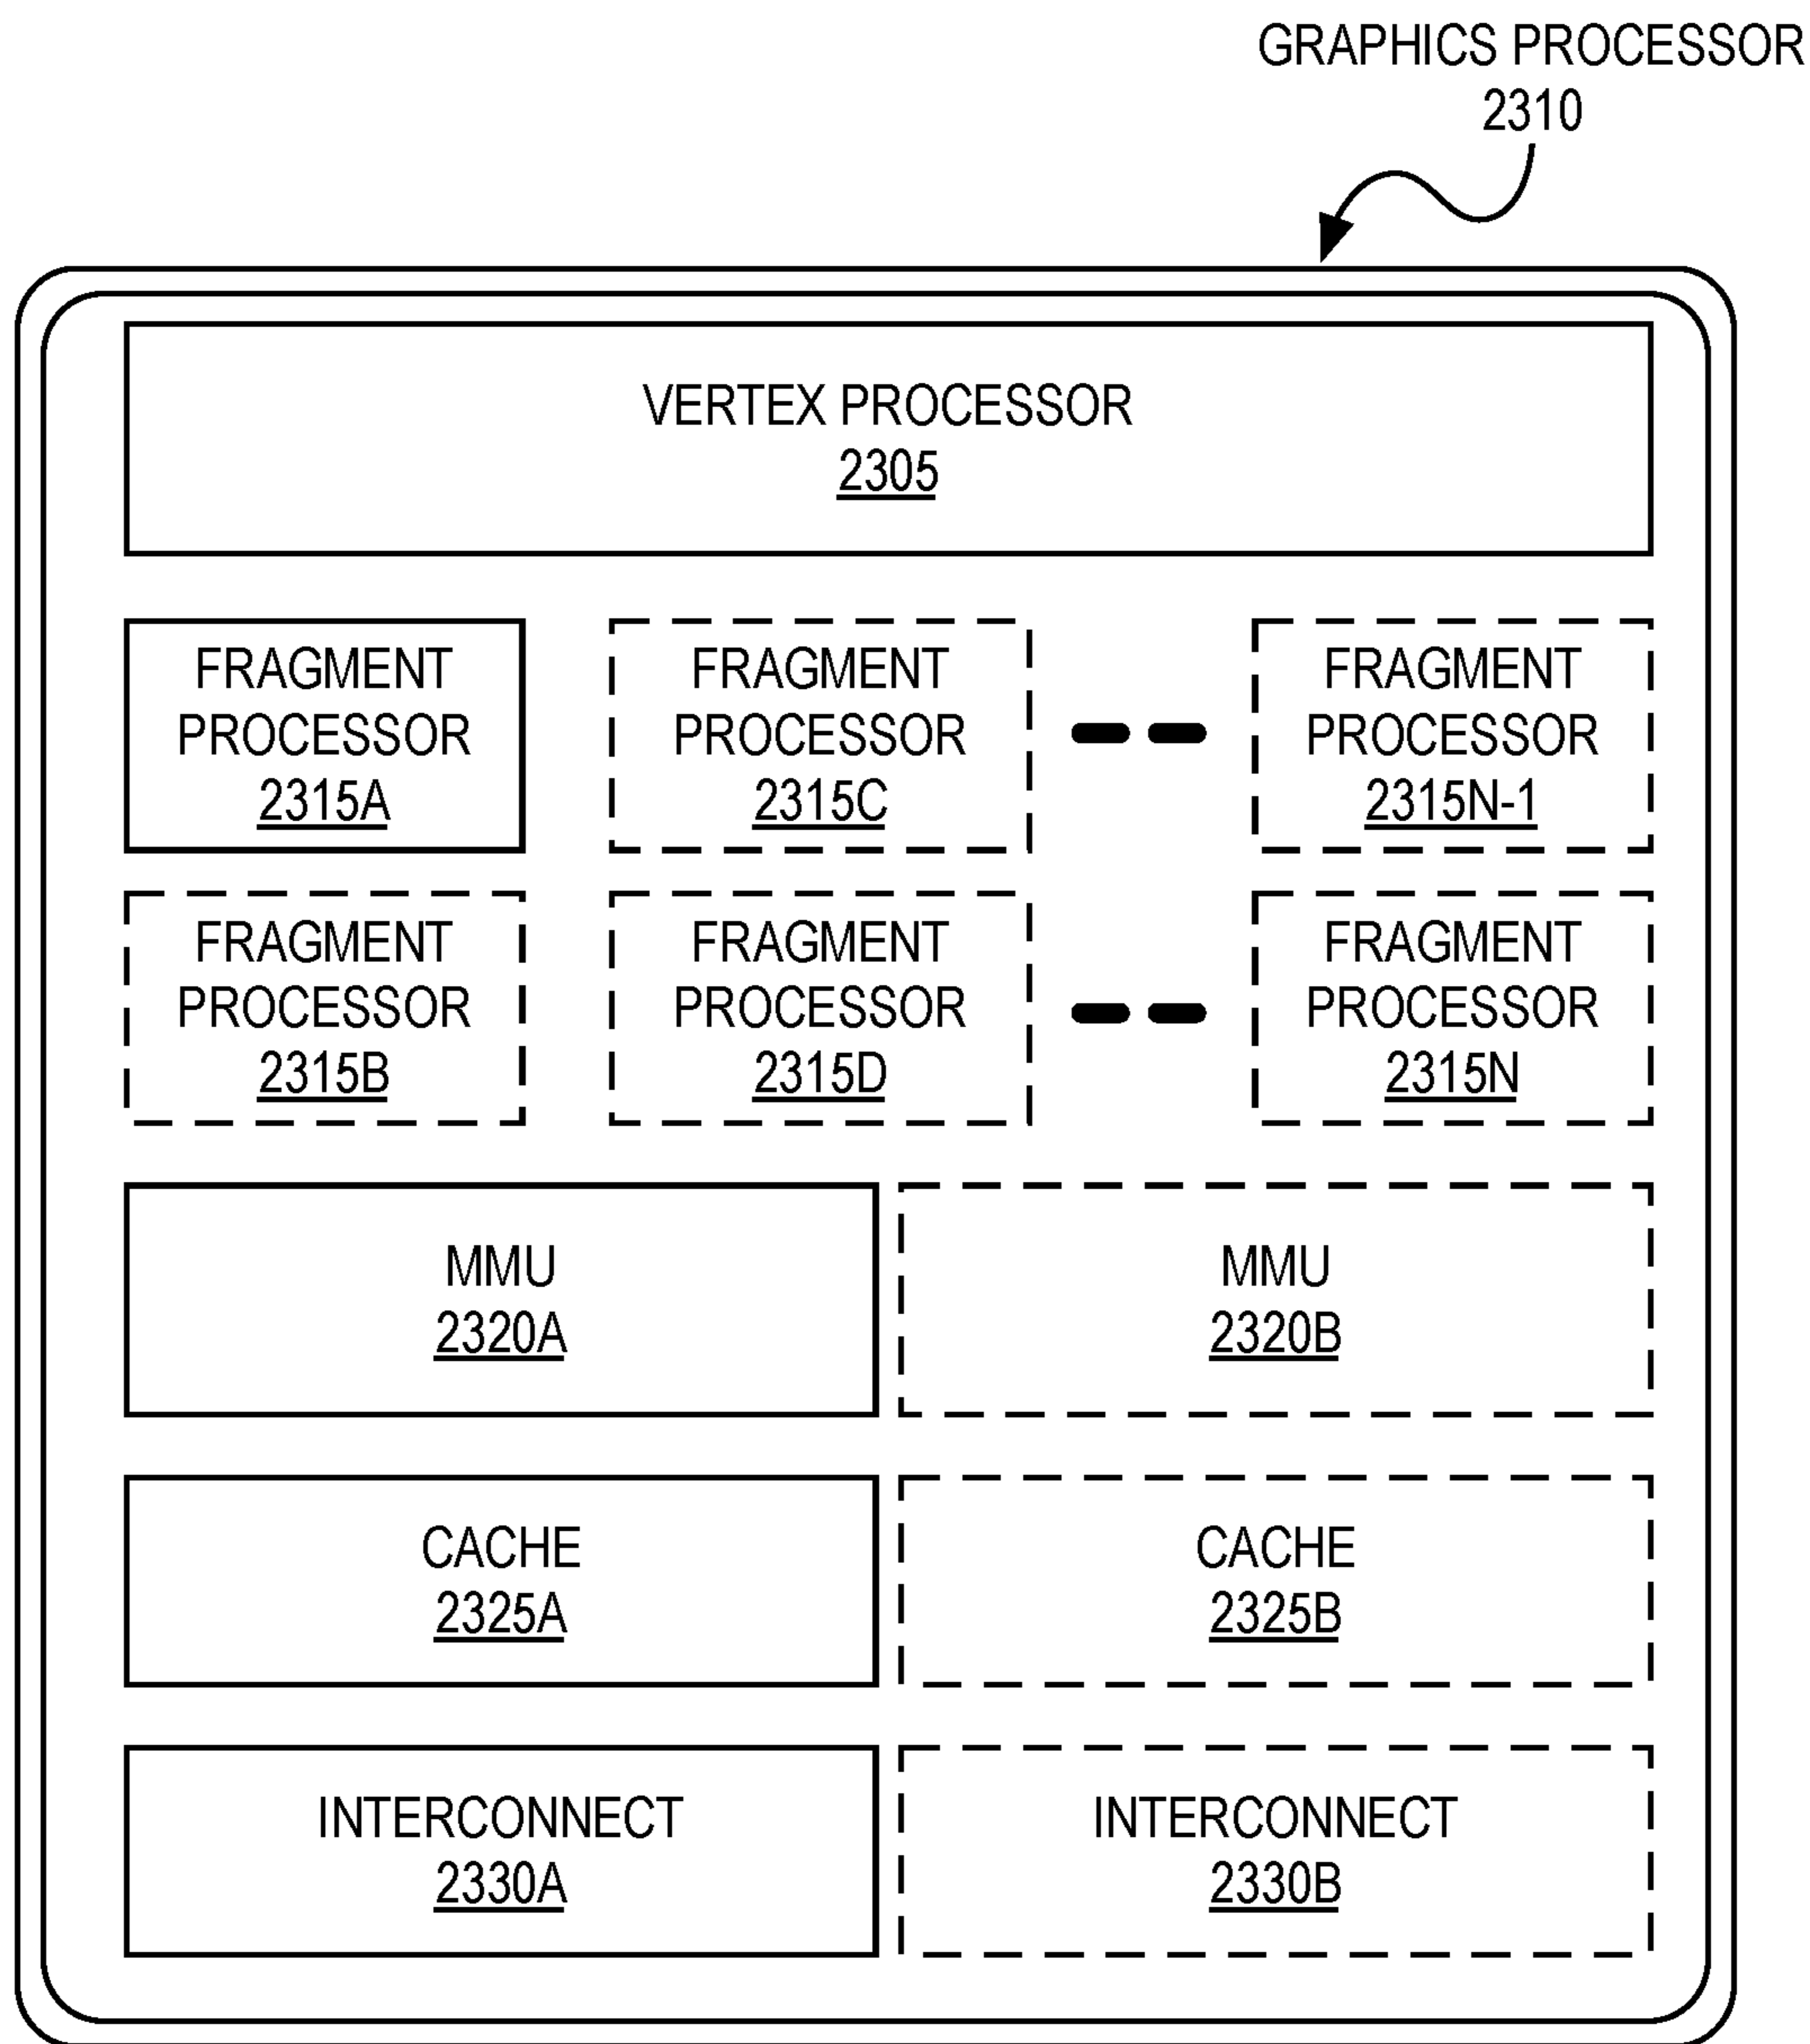 GRAPHICS PROCESSOR
2310
VERTEX PROCESSOR
2305
FRAGMENT
PROCESSOR
2315A
FRAGMENT
PROCESSOR
2315C
FRAGMENT
PROCESSOR
2315N-1
FRAGMENT
PROCESSOR
2315B
FRAGMENT
PROCESSOR
2315D
FRAGMENT
PROCESSOR
2315N
MMU
2320A
MMU
2320B
CACHE
2325A
CACHE
2325B
INTERCONNECT
2330A
INTERCONNECT
2330B